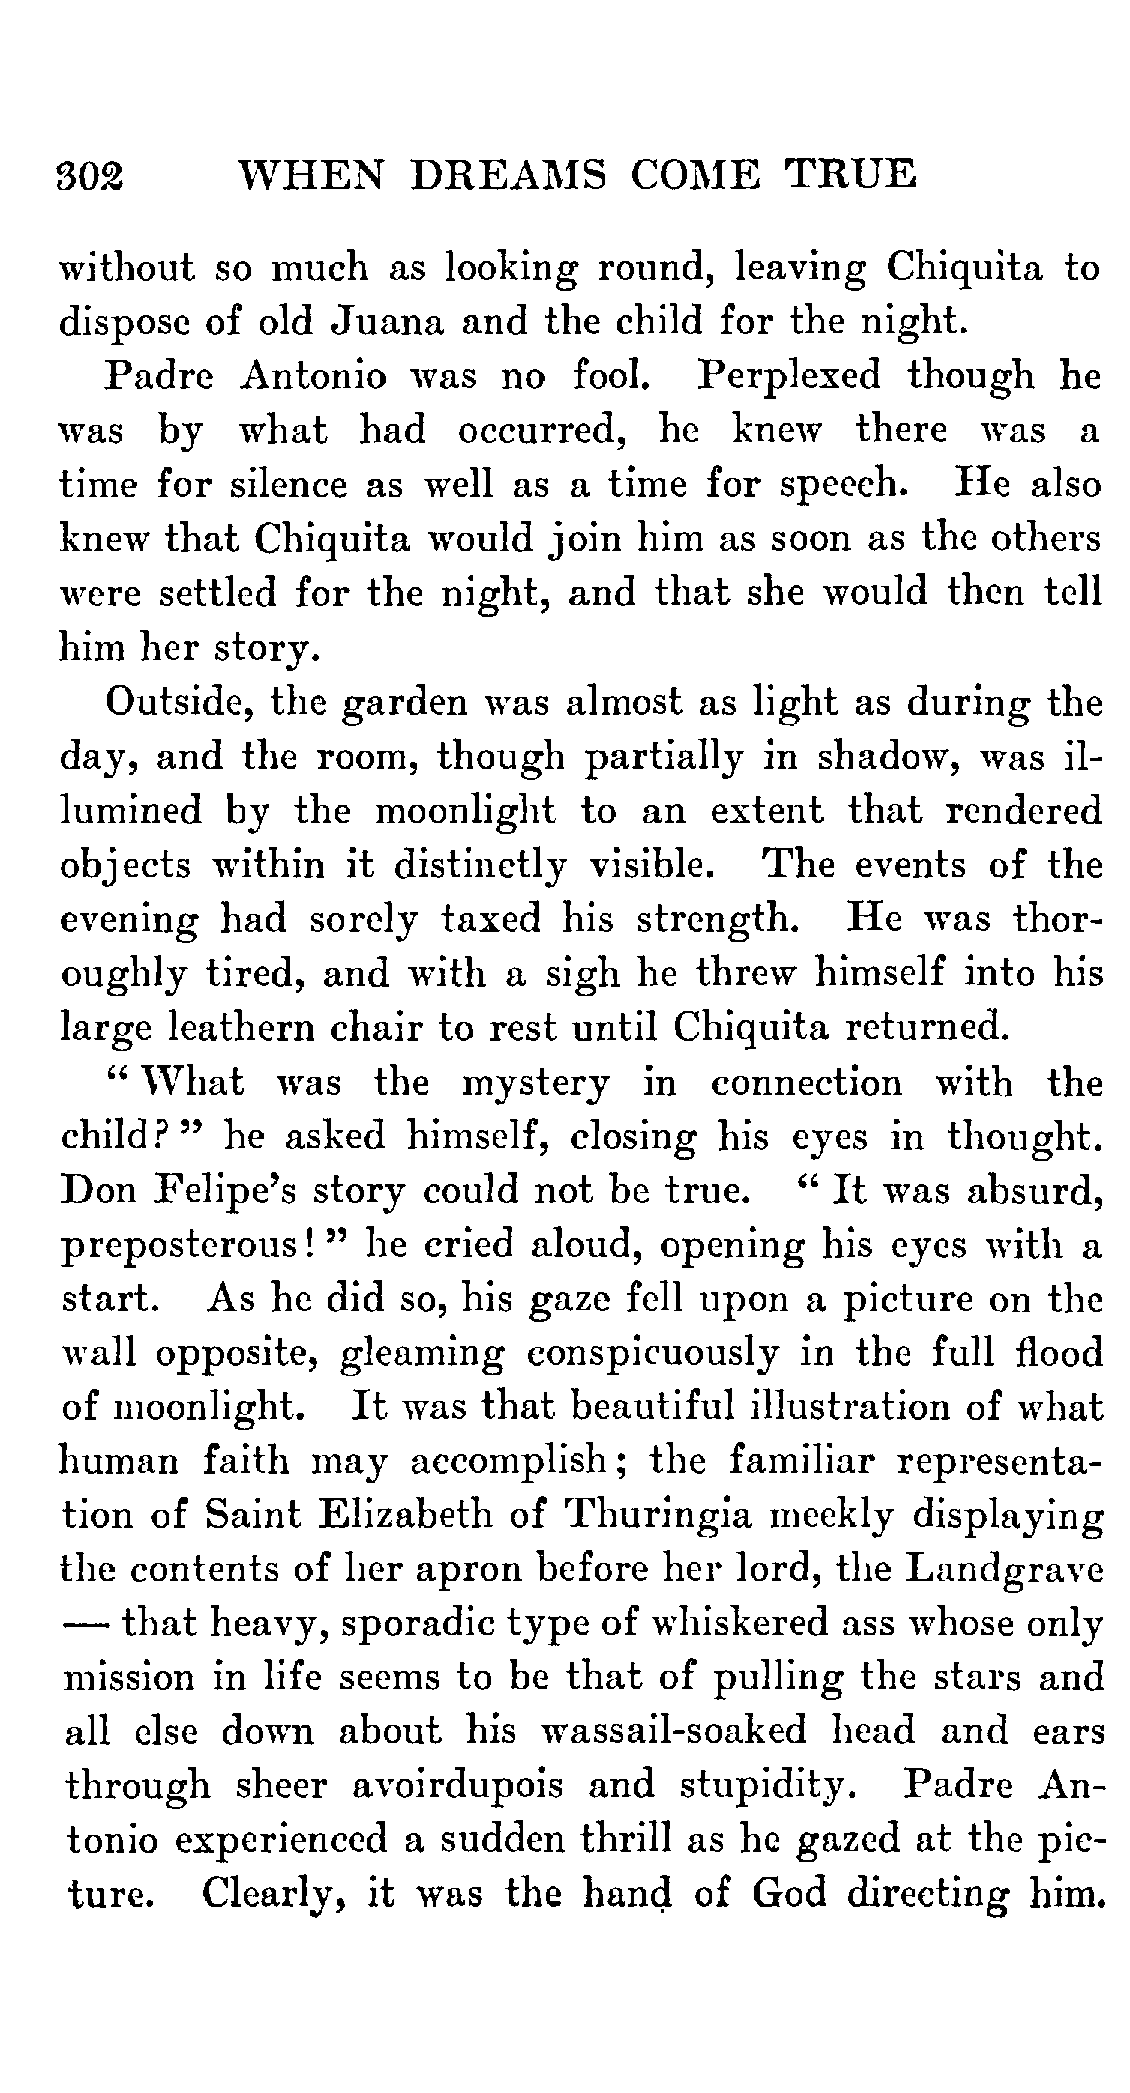 302 WHEN DREAMS COME TRUE
without so much as looking round, leaving Chiquita to
dispose of old Juana and the child for the night.
Padre Antonio was no fool. Perplexed though he
was by what had occurred, he knew there was a
time for silence as well as a time for speech. He also
knew that Chiquita would join him as soon as the others
were settled for the night, and that she would then tell
him her story.
Outside, the garden was almost as light as during the
day, and the room, though partially in shadow, was il-
lumined by the moonlight to an extent that rendered
objects within it distinctly visible. The events of the
evening had sorely taxed his strength. He was thor-
oughly tired, and with a sigh he threw himself into his
large leathern chair to rest until Chiquita returned.
“ What was the mystery in connection with the
child? ” he asked himself, closing his eyes in thought.
Don Felipe's story could not be true. “ It was absurd,
preposterous! ” he cried aloud, opening his eyes with a
start. As he did so, his gaze fell upon a picture on the
wall opposite, gleaming conspicuously in the full flood
of moonlight. It was that beautiful illustration of what
human faith may accomplish; the familiar representa-
tion of Saint Elizabeth of Thuringia meekly displaying
the contents of her apron before her lord, the Landgrave
— that heavy, sporadic type of whiskered ass whose only
mission in life seems to be that of pulling the stars and
all else down about his wassail-soaked head and ears
through sheer avoirdupois and stupidity. Padre An-
tonio experienced a sudden thrill as he gazed at the pic-
ture. Clearly, it was the hand of God directing him.